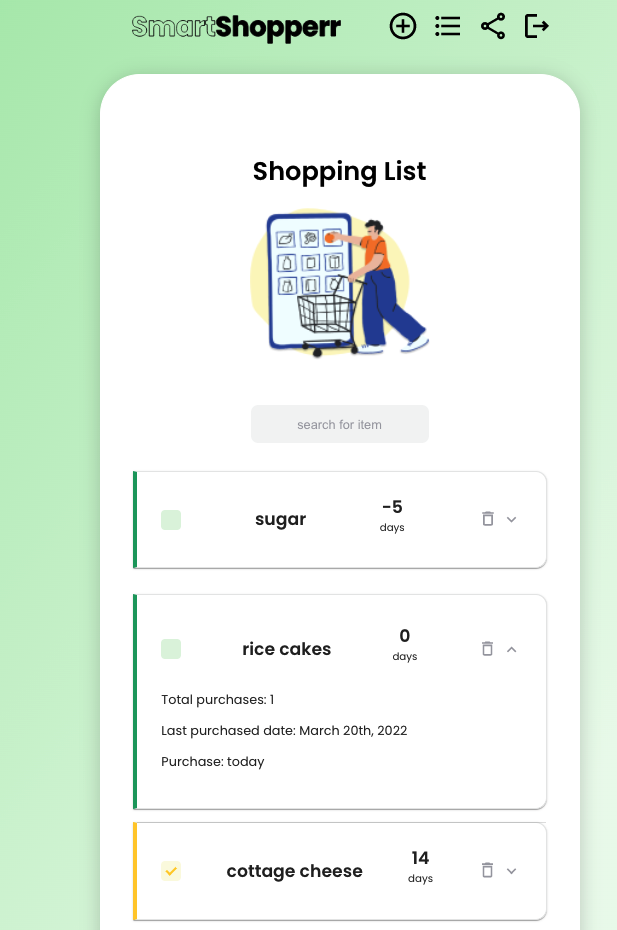 SmartShopperr
Shopping List
search for item
sugar
-5
days
rice cakes
0
days
Total purchases: 1
Last purchased date: March 20th, 2022
Purchase: today
cottage cheese
14
days